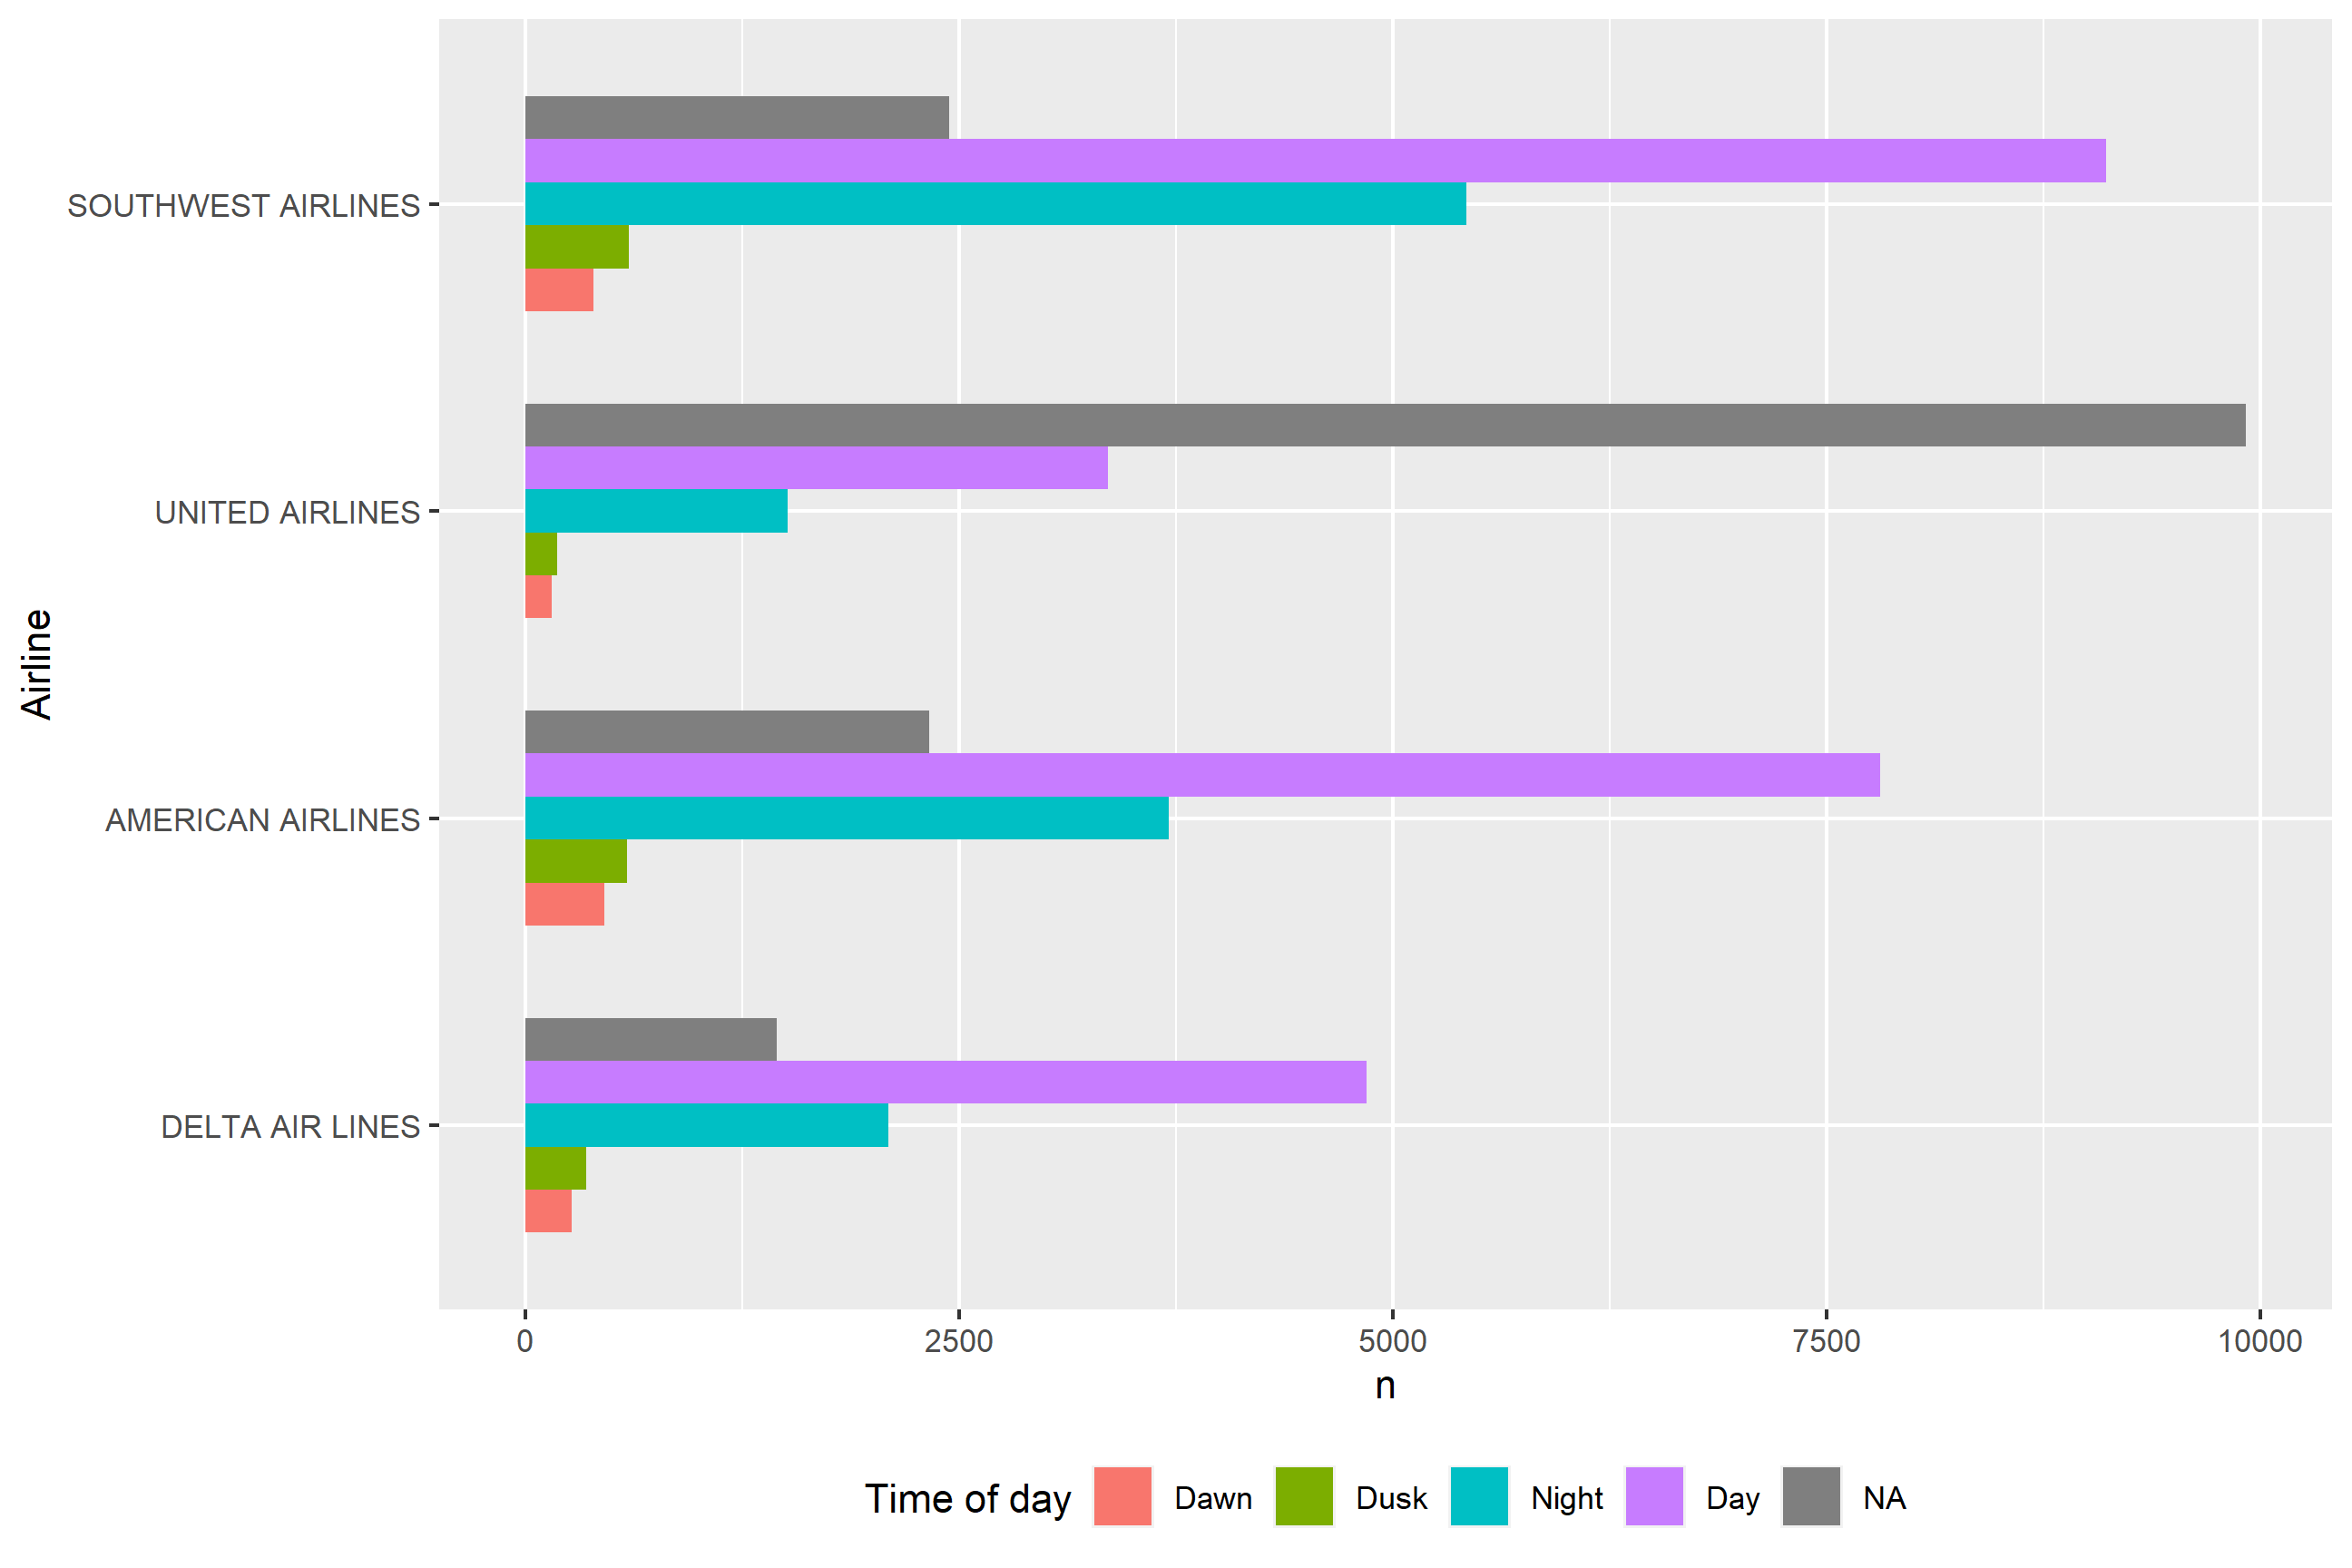 SOUTHWEST AIRLINES
UNITED AIRLINES
AMERICAN AIRLINES
DELTA AIR LINES
Airline
0 2500 5000 7500 10000
n
Time of day Dawn Dusk Night Day NA